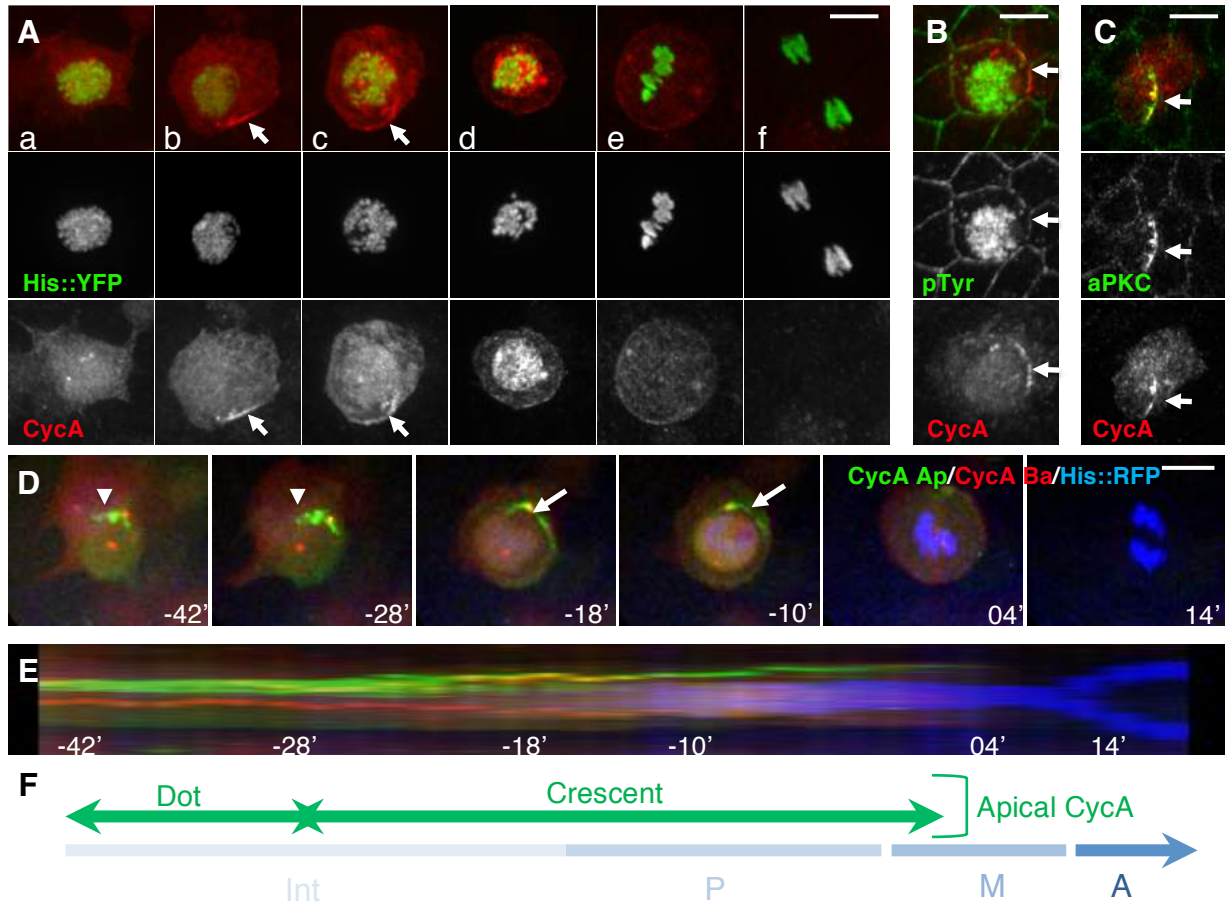 A
B
C
a
b
c
d
e
f
His::YFP
pTyr
aPKC
CycA
CycA
CycA
D
CycA Ap/CycA Ba/His::RFP
-42’
-28’
-18’
-10’
04’
14’
E
-42’
-28’
-18’
-10’
04’
14’
F
Dot
Crescent
Apical CycA
Int
P
M
A